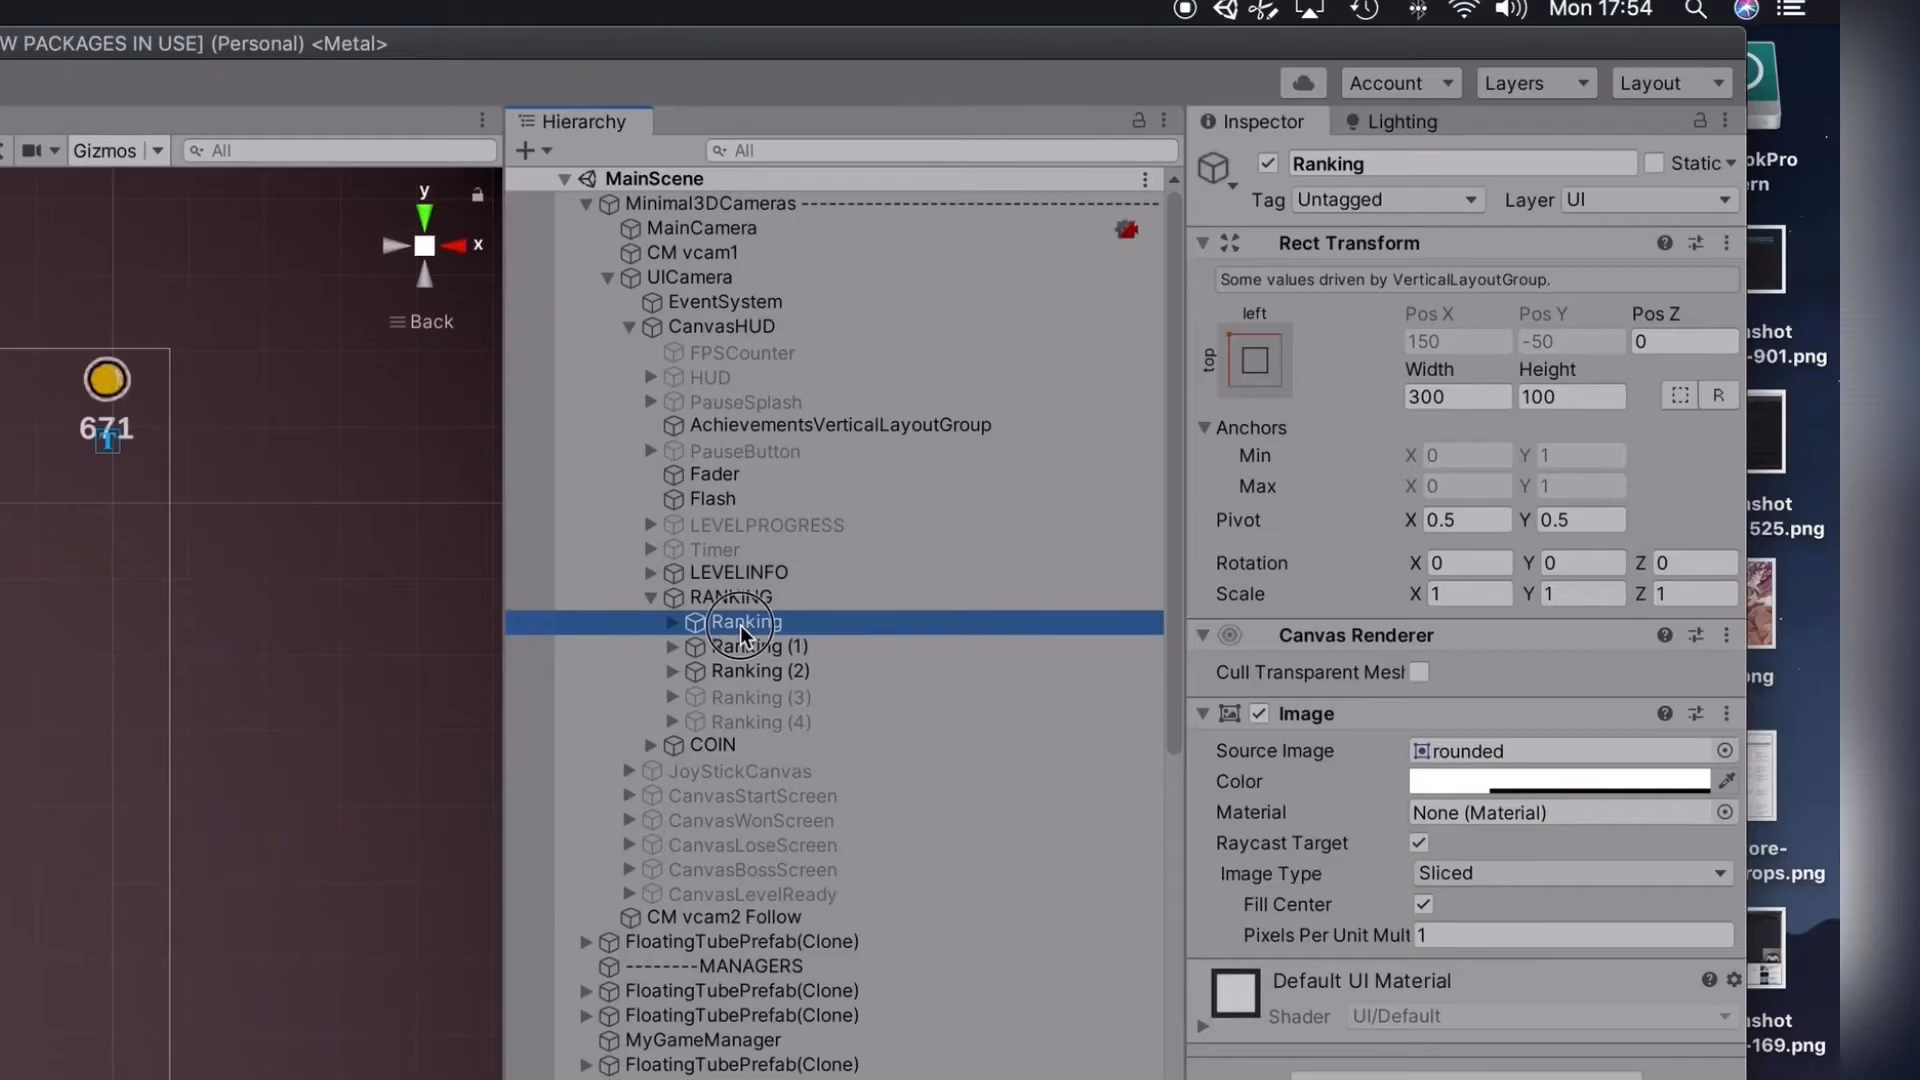 Mon 17:54
W PACKAGES IN USE] (Personal) <Metal>
Account
Layers
Layout
Hierarchy
Inspector
Lighting
Gizmos
All
All
Ranking
Static
Tag
Untagged
Layer
UI
y
x
Back
671
T
MainScene
Minimal3DCameras ----------------------------------
MainCamera
CM vcam1
UICamera
EventSystem
CanvasHUD
FPSCounter
HUD
PauseSplash
AchievementsVerticalLayoutGroup
PauseButton
Fader
Flash
LEVELPROGRESS
Timer
LEVELINFO
RANKING
Ranking
Ranking (1)
Ranking (2)
Ranking (3)
Ranking (4)
COIN
JoyStickCanvas
CanvasStartScreen
CanvasWonScreen
CanvasLoseScreen
CanvasBossScreen
CanvasLevelReady
CM vcam2 Follow
FloatingTubePrefab(Clone)
--------MANAGERS
FloatingTubePrefab(Clone)
FloatingTubePrefab(Clone)
MyGameManager
FloatingTubePrefab(Clone)
Rect Transform
Some values driven by VerticalLayoutGroup.
left
top
Pos X
Pos Y
Pos Z
150
-50
0
Width
Height
300
100
R
Anchors
Min
X 0
Y 1
Max
X 0
Y 1
Pivot
X 0.5
Y 0.5
Rotation
X 0
Y 0
Z 0
Scale
X 1
Y 1
Z 1
Canvas Renderer
Cull Transparent Mesl
Image
Source Image
rounded
Color
Material
None (Material)
Raycast Target
Image Type
Sliced
Fill Center
Pixels Per Unit Mult
1
Default UI Material
Shader
UI/Default
okPro
rn
shot
-901.png
shot
525.png
ng
ore-
rops.png
shot
-169.png